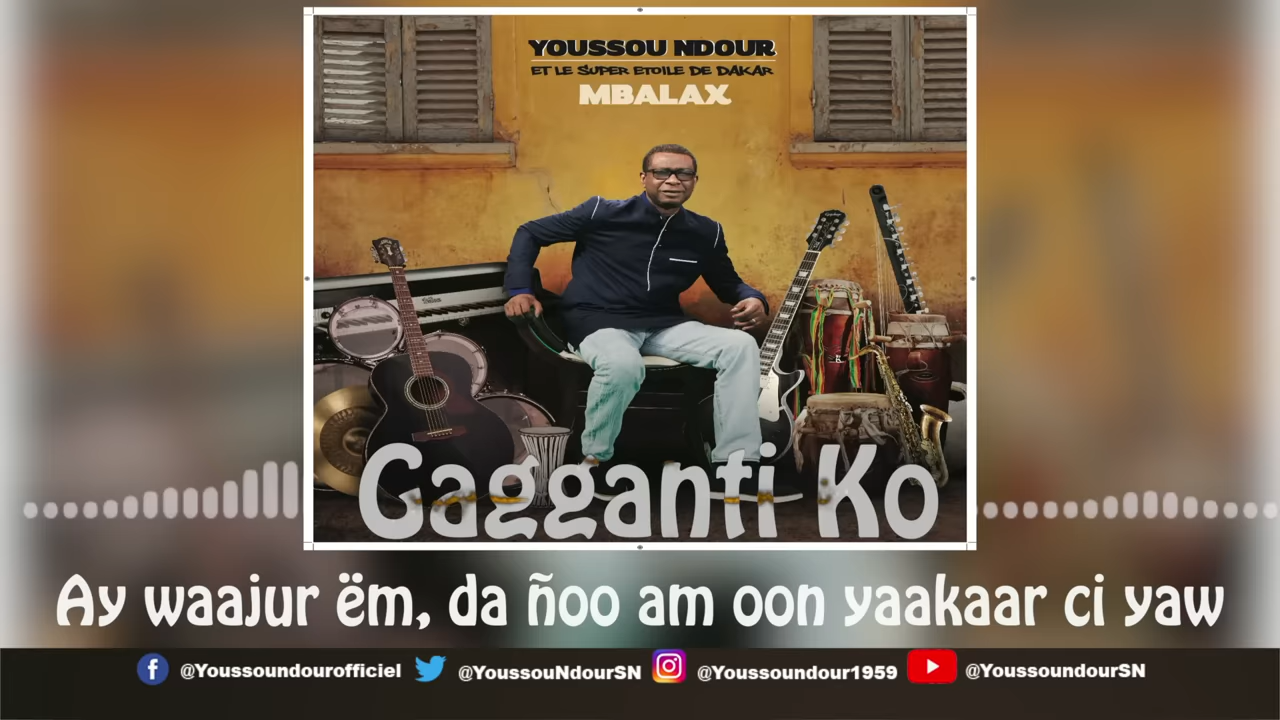 YOUSSOU NDOUR
ET LE SUPER ETOILE DE DAKAR
MBALAX
Gagganti Ko
Ay waajur ëm, da ñoo am oon yaakaar ci yaw
@Youssoundourofficiel @YoussouNdourSN @Youssoundour1959 @YoussoundourSN